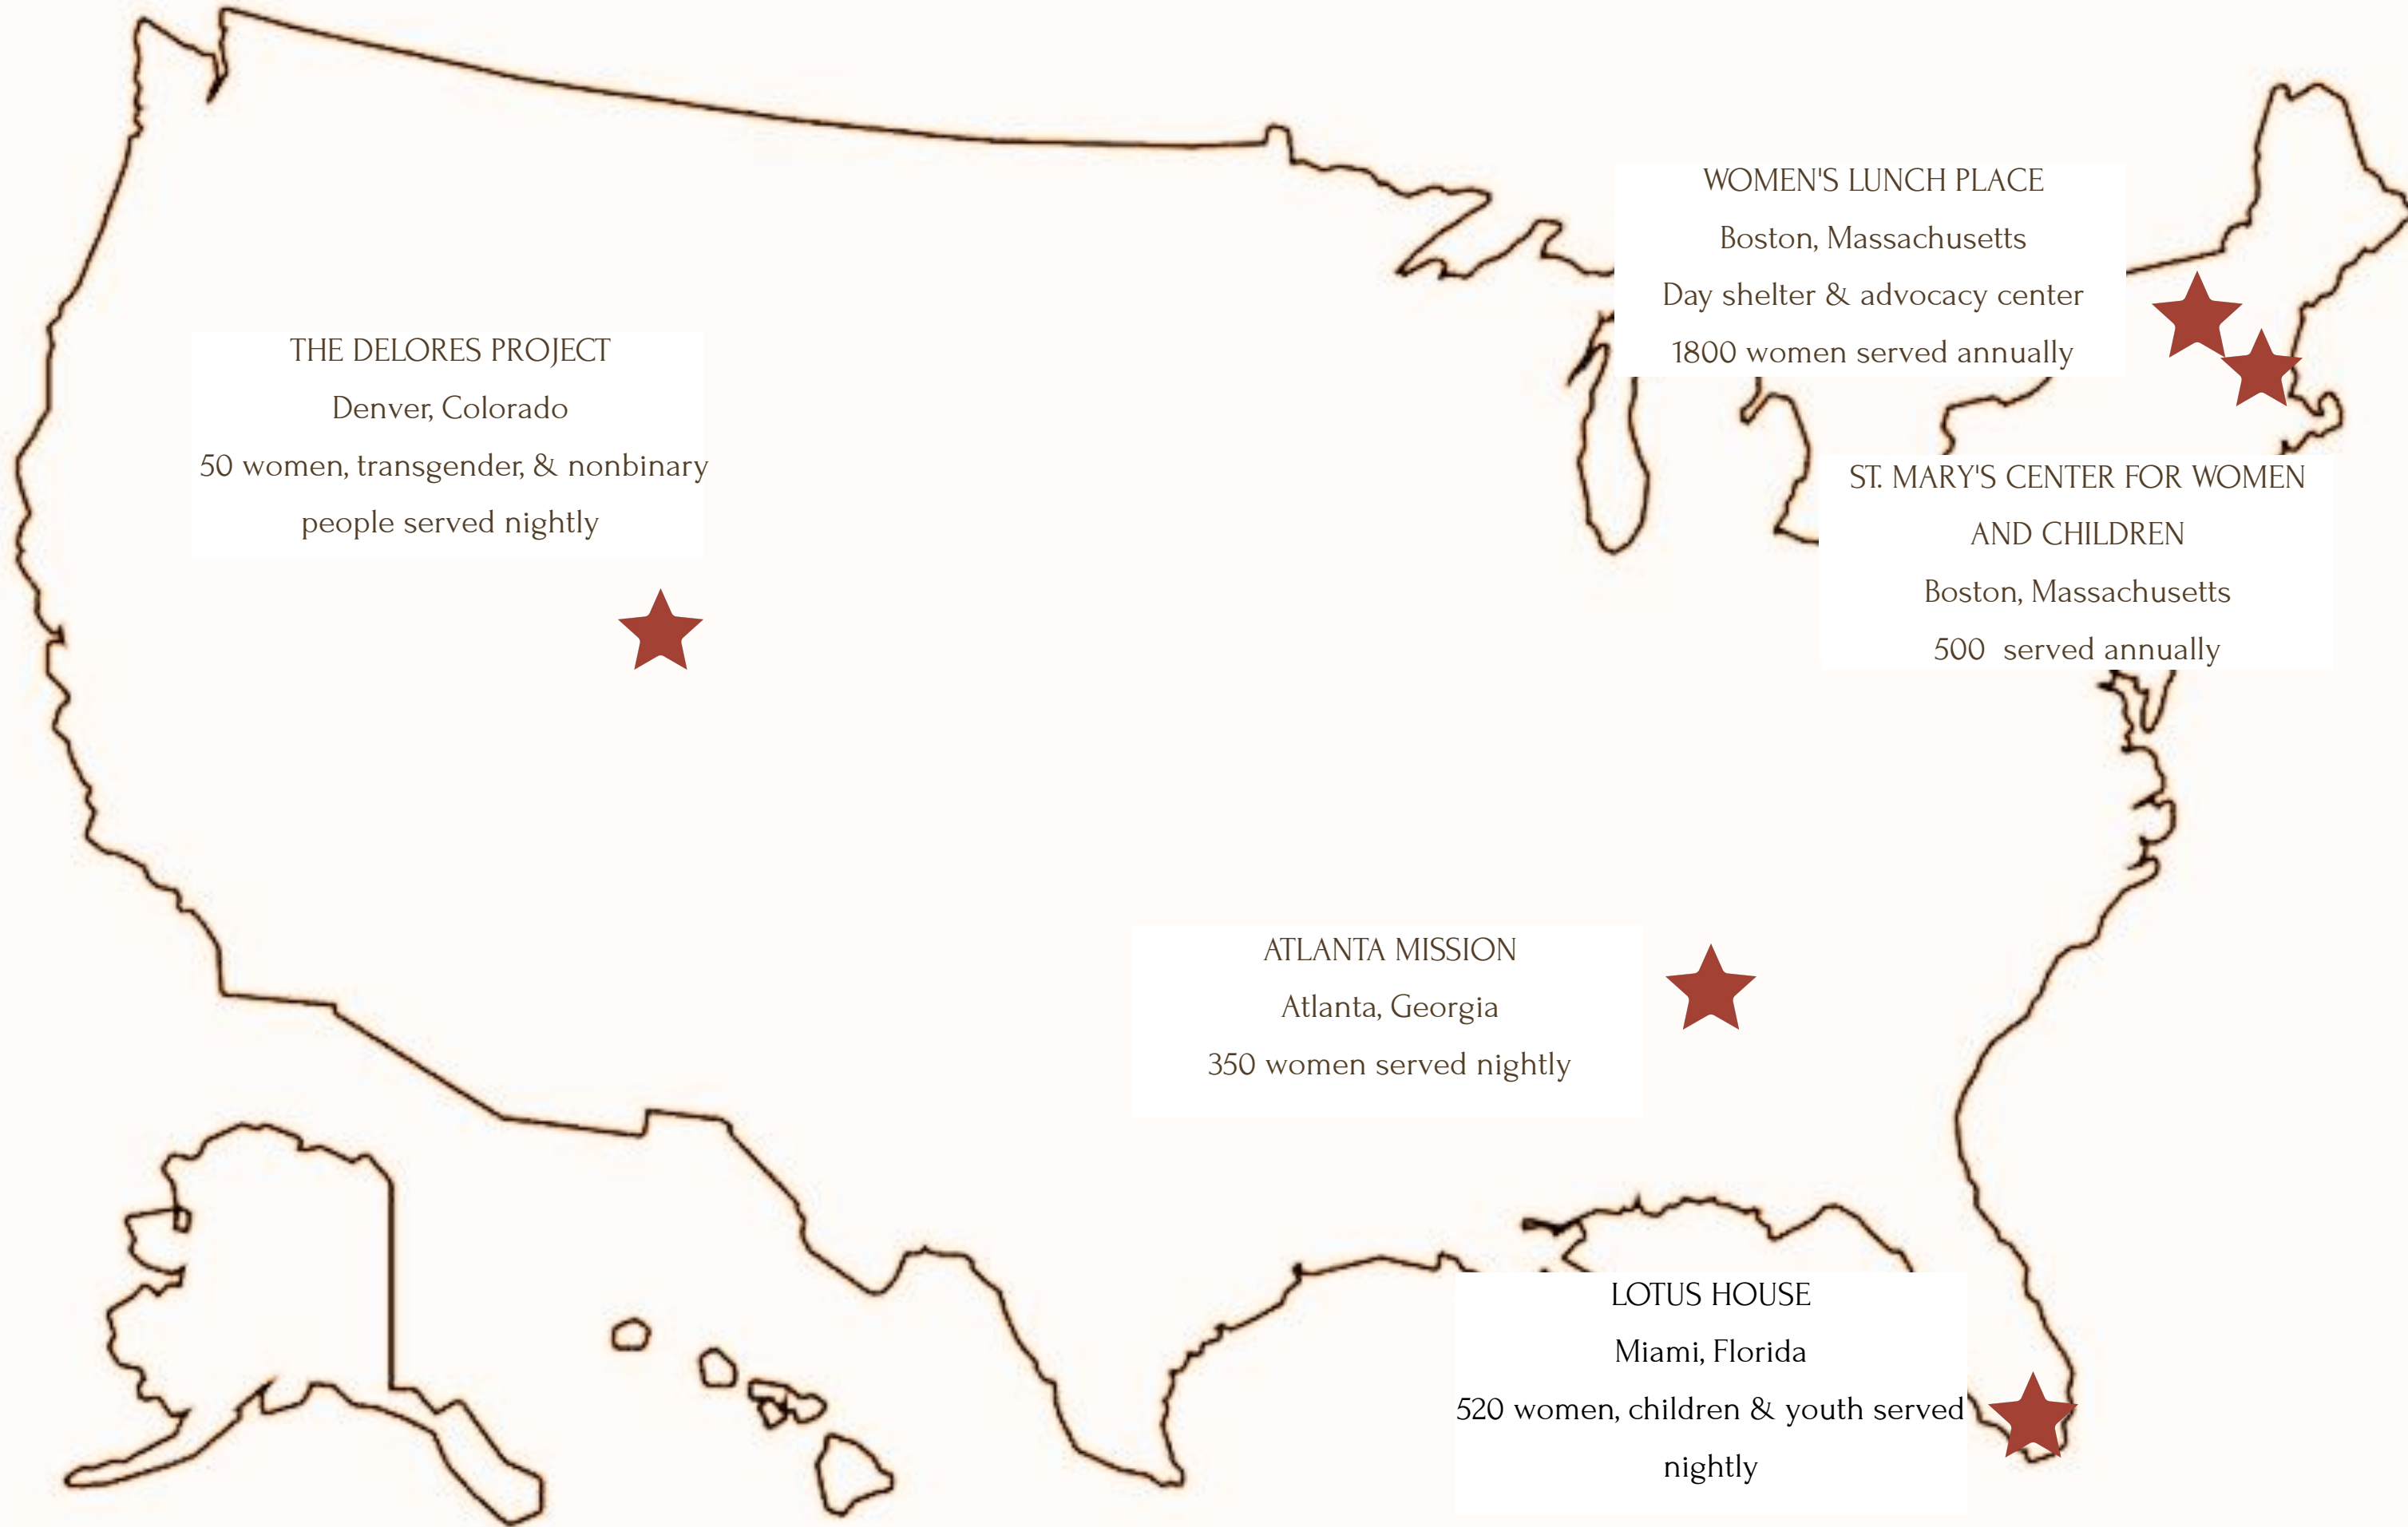 WOMEN'S LUNCH PLACE
Boston, Massachusetts
Day shelter & advocacy center
1800 women served annually
THE DELORES PROJECT
Denver, Colorado
50 women, transgender, & nonbinary
people served nightly
ST. MARY'S CENTER FOR WOMEN
AND CHILDREN
Boston, Massachusetts
500 served annually
ATLANTA MISSION
Atlanta, Georgia
350 women served nightly
LOTUS HOUSE
Miami, Florida
520 women, children & youth served
nightly